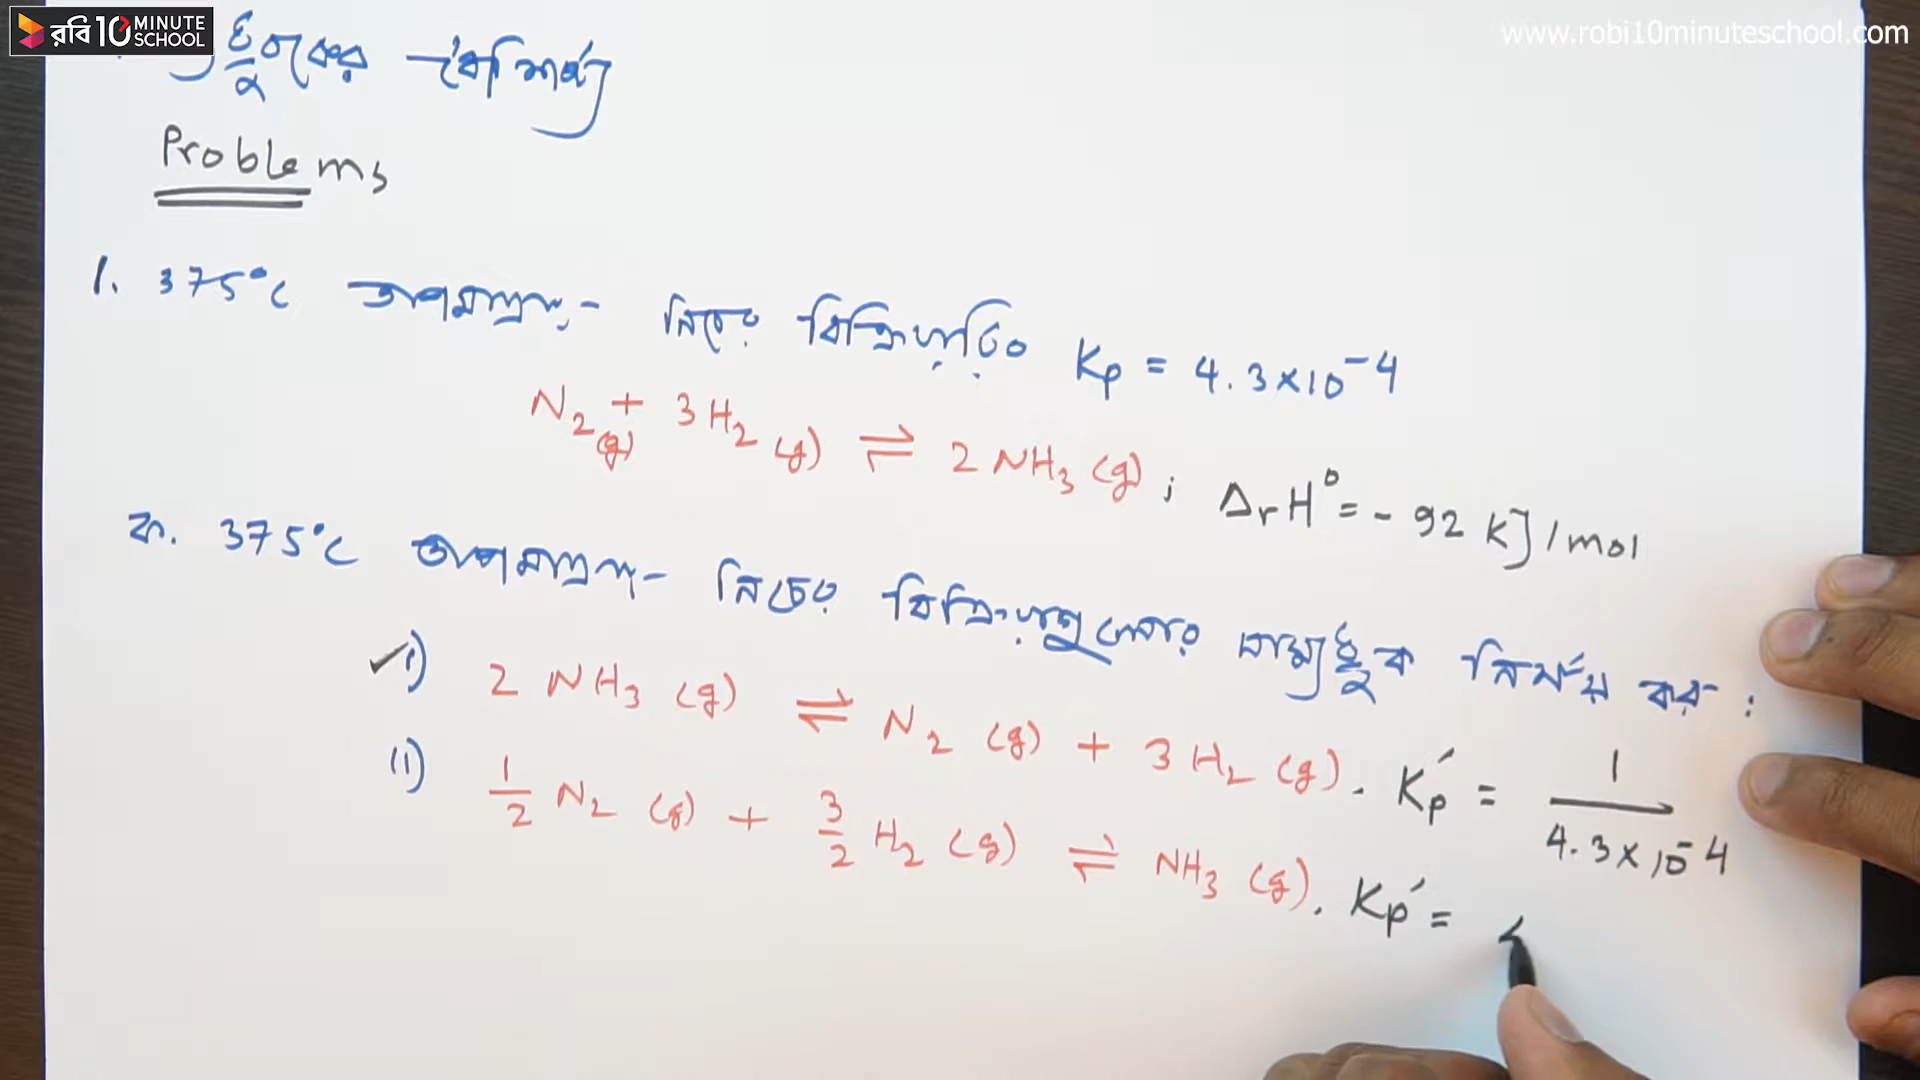 রবি 10 MINUTE SCHOOL
www.robi10minuteschool.com
ধ্রুবকের বৈশিষ্ট্য
Problems
1. 375°C তাপমাত্রায় নিচের বিক্রিয়াটির Kp = 4.3×10⁻⁴
N₂(g) + 3H₂(g) ⇌ 2NH₃(g) ; ΔrH° = - 92 kJ/mol
ক. 375°C তাপমাত্রায় নিচের বিক্রিয়াগুলোর সাম্যধ্রুবক নির্ণয় কর :
✓i) 2NH₃(g) ⇌ N₂(g) + 3H₂(g). Kp′ = 1/4.3×10⁻⁴
ii) 1/2 N₂(g) + 3/2 H₂(g) ⇌ NH₃(g). Kp′ =